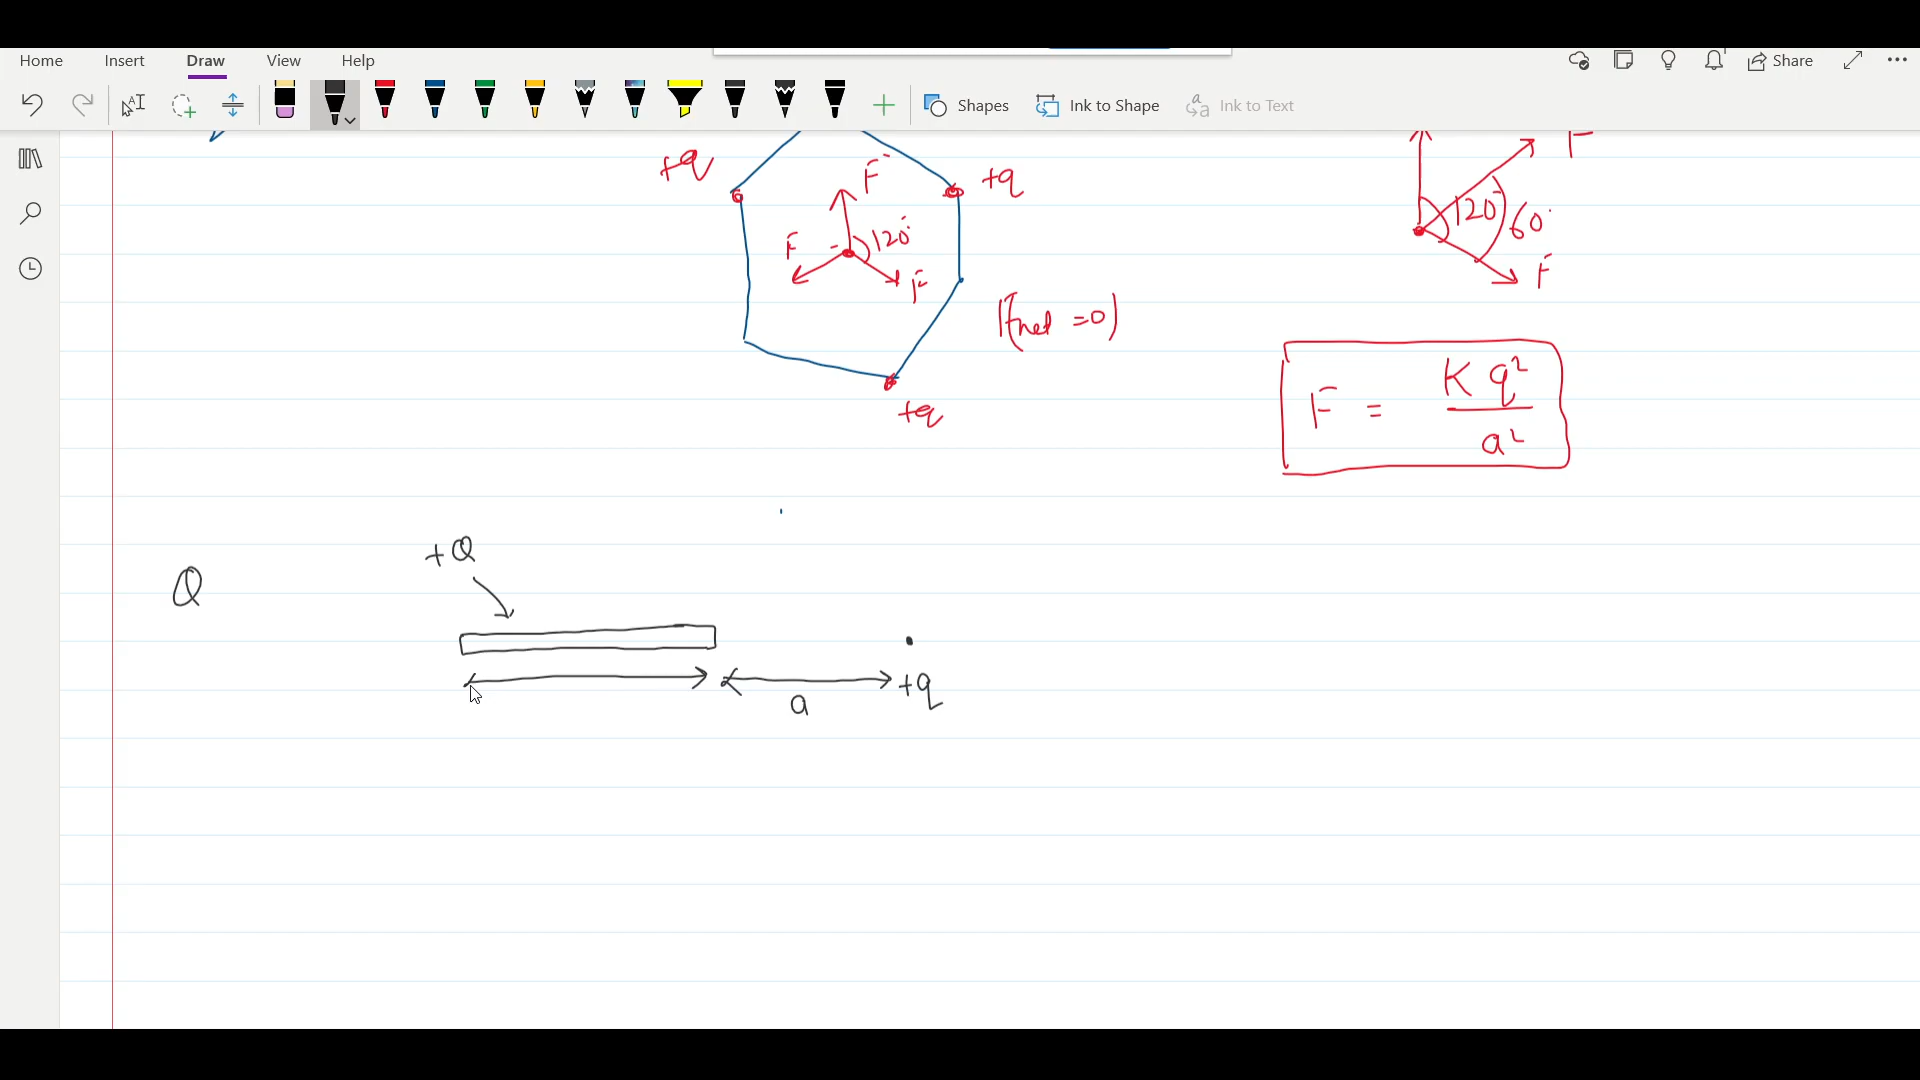 Home Insert Draw View Help Share
Shapes Ink to Shape Ink to Text
+q +q F F
F 120° 120° 60°
F F
(Fnet = 0)
+q
F = K q² / a²
+Q
Q
+q
a